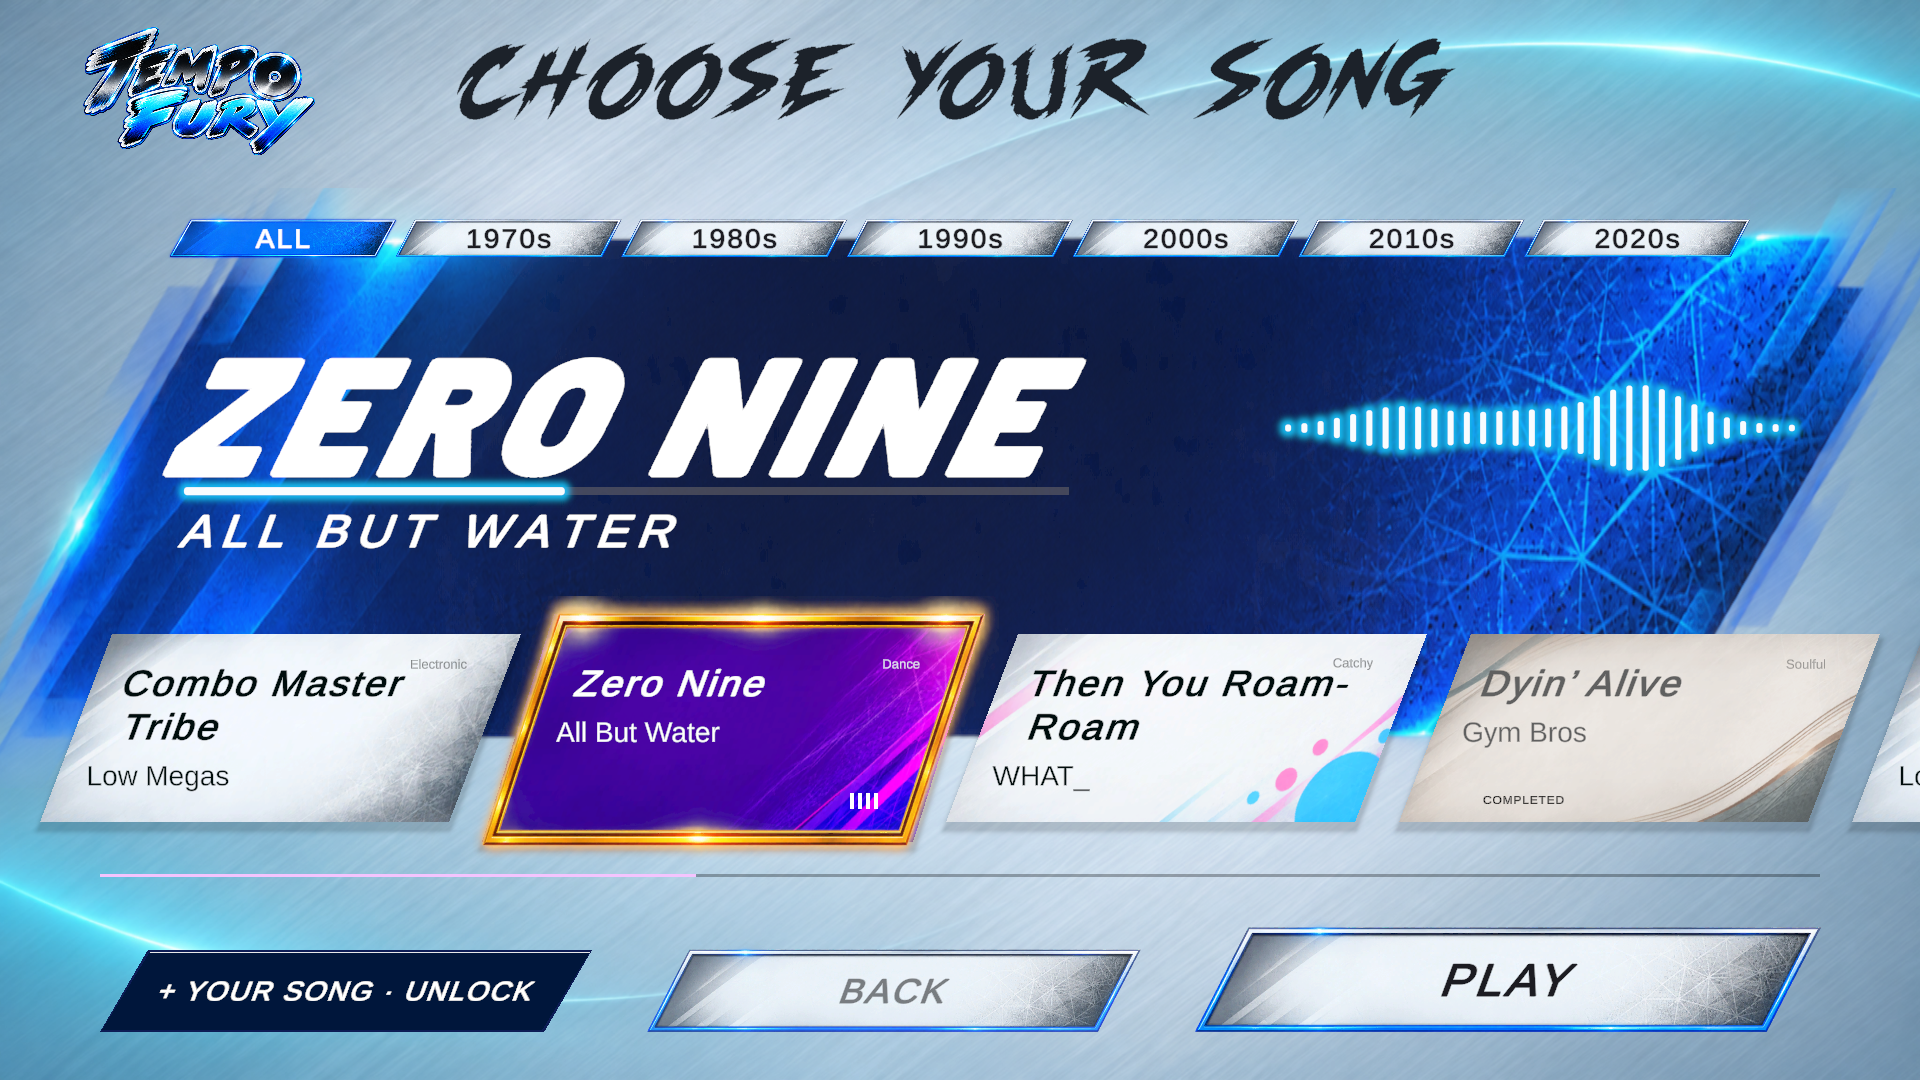 TEMPO
FURY
CHOOSE YOUR SONG
ALL
1970s
1980s
1990s
2000s
2010s
2020s
ZERO NINE
ALL BUT WATER
Electronic
Combo Master
Tribe
Low Megas
Dance
Zero Nine
All But Water
Catchy
Then You Roam-
Roam
WHAT_
Soulful
Dyin’ Alive
Gym Bros
COMPLETED
+ YOUR SONG · UNLOCK
BACK
PLAY